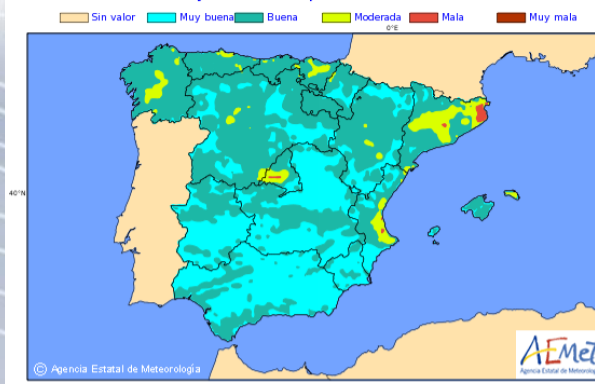 Sin valor Muy buena Buena Moderada Mala Muy mala
0°E
40°N
© Agencia Estatal de Meteorología
AEMet
Agencia Estatal de Meteorología